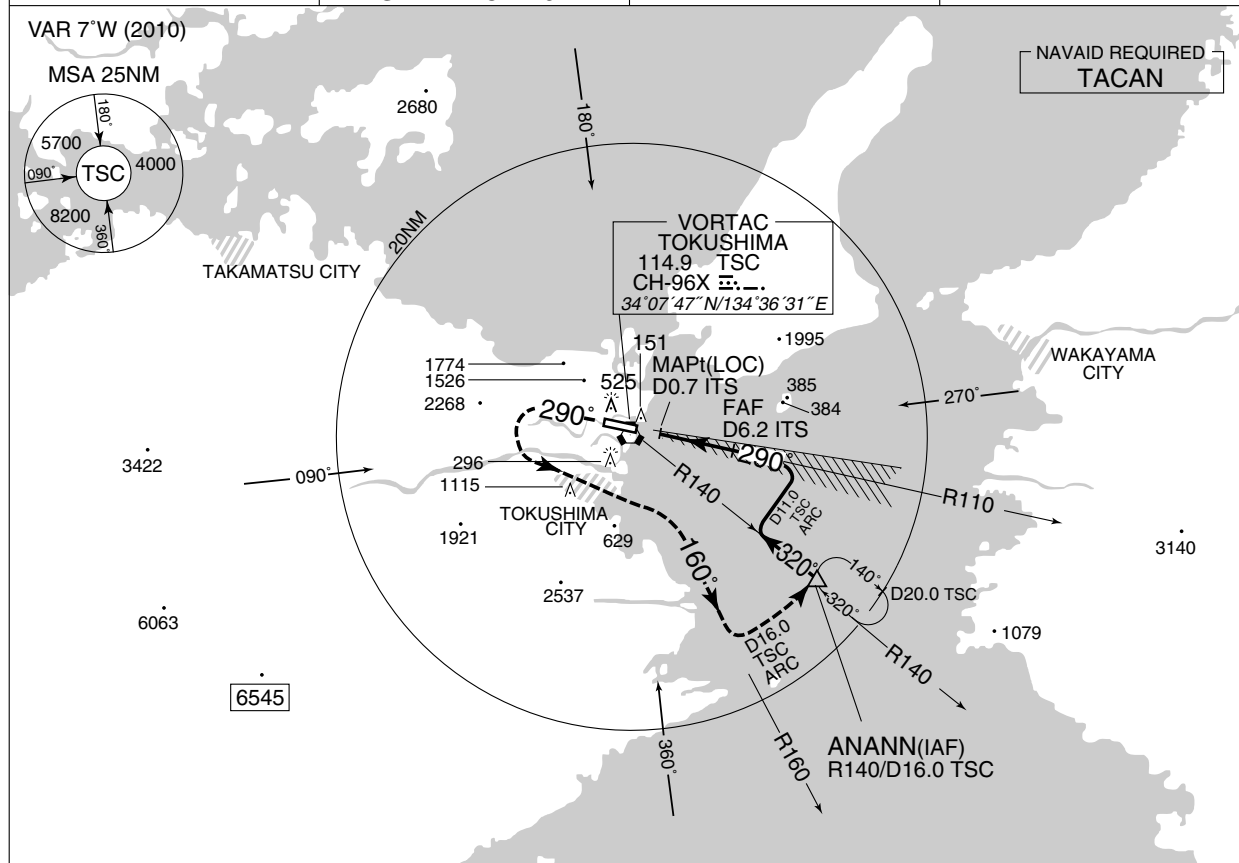 VAR 7°W (2010)
MSA 25NM
180°
5700
4000
TSC
090°
8200
360°
NAVAID REQUIRED
TACAN
2680
180°
20NM
TAKAMATSU CITY
VORTAC
TOKUSHIMA
114.9 TSC
CH-96X
34°07´47˝N/134°36´31˝E
151
1774
1526
525
2268
MAPt(LOC)
D0.7 ITS
1995
385
384
FAF
D6.2 ITS
WAKAYAMA
CITY
270°
290°
290°
3422
090°
296
1115
TOKUSHIMA
CITY
R140
D11.0
TSC
ARC
R110
1921
629
3140
160°
320°
140°
320°
D20.0 TSC
2537
6063
1079
6545
D16.0
TSC
ARC
R140
360°
R160
ANANN(IAF)
R140/D16.0 TSC